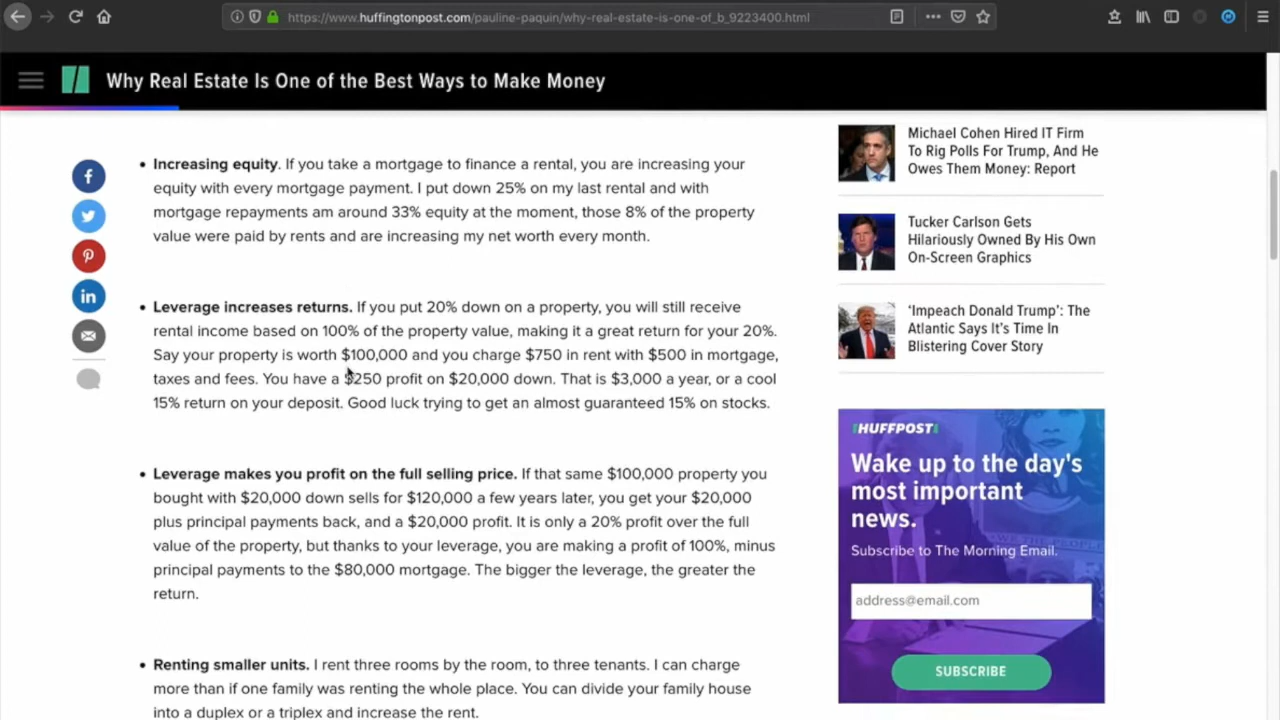 https://www.huffingtonpost.com/pauline-paquin/why-real-estate-is-one-of_b_9223400.html
Why Real Estate Is One of the Best Ways to Make Money
• Increasing equity. If you take a mortgage to finance a rental, you are increasing your
equity with every mortgage payment. I put down 25% on my last rental and with
mortgage repayments am around 33% equity at the moment, those 8% of the property
value were paid by rents and are increasing my net worth every month.
• Leverage increases returns. If you put 20% down on a property, you will still receive
rental income based on 100% of the property value, making it a great return for your 20%.
Say your property is worth $100,000 and you charge $750 in rent with $500 in mortgage,
taxes and fees. You have a $250 profit on $20,000 down. That is $3,000 a year, or a cool
15% return on your deposit. Good luck trying to get an almost guaranteed 15% on stocks.
• Leverage makes you profit on the full selling price. If that same $100,000 property you
bought with $20,000 down sells for $120,000 a few years later, you get your $20,000
plus principal payments back, and a $20,000 profit. It is only a 20% profit over the full
value of the property, but thanks to your leverage, you are making a profit of 100%, minus
principal payments to the $80,000 mortgage. The bigger the leverage, the greater the
return.
• Renting smaller units. I rent three rooms by the room, to three tenants. I can charge
more than if one family was renting the whole place. You can divide your family house
into a duplex or a triplex and increase the rent.
Michael Cohen Hired IT Firm
To Rig Polls For Trump, And He
Owes Them Money: Report
Tucker Carlson Gets
Hilariously Owned By His Own
On-Screen Graphics
'Impeach Donald Trump': The
Atlantic Says It's Time In
Blistering Cover Story
HUFFPOST
Wake up to the day's
most important
news.
Subscribe to The Morning Email.
address@email.com
SUBSCRIBE